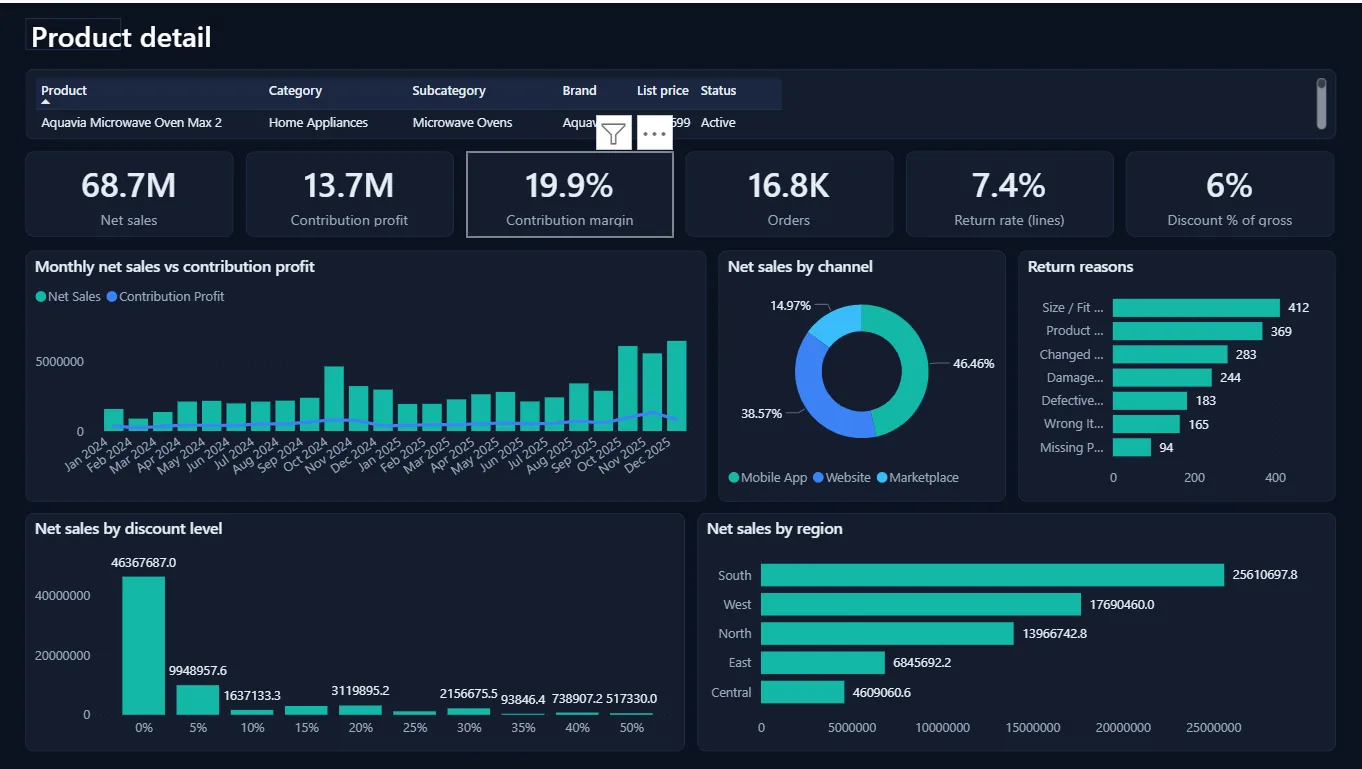 Product detail
Product Category Subcategory Brand List price Status
Aquavia Microwave Oven Max 2 Home Appliances Microwave Ovens 599 Active
68.7M 13.7M 19.9% 16.8K 7.4% 6%
Net sales Contribution profit Contribution margin Orders Return rate (lines) Discount % of gross
Monthly net sales vs contribution profit
Net Sales Contribution Profit
5000000
0
Jan 2024 Feb 2024 Mar 2024 Apr 2024 May 2024 Jun 2024 Jul 2024 Aug 2024 Sep 2024 Oct 2024 Nov 2024 Dec 2024 Jan 2025 Feb 2025 Mar 2025 Apr 2025 May 2025 Jun 2025 Jul 2025 Aug 2025 Sep 2025 Oct 2025 Nov 2025 Dec 2025
Net sales by channel
14.97%
46.46%
38.57%
Mobile App Website Marketplace
Return reasons
Size / Fit ... 412
Product ... 369
Changed ... 283
Damage... 244
Defective... 183
Wrong It... 165
Missing P... 94
0 200 400
Net sales by discount level
46367687.0
40000000
20000000
0
9948957.6 1637133.3 3119895.2 2156675.5 93846.4 738907.2 517330.0
0% 5% 10% 15% 20% 25% 30% 35% 40% 50%
Net sales by region
South 25610697.8
West 17690460.0
North 13966742.8
East 6845692.2
Central 4609060.6
0 5000000 10000000 15000000 20000000 25000000